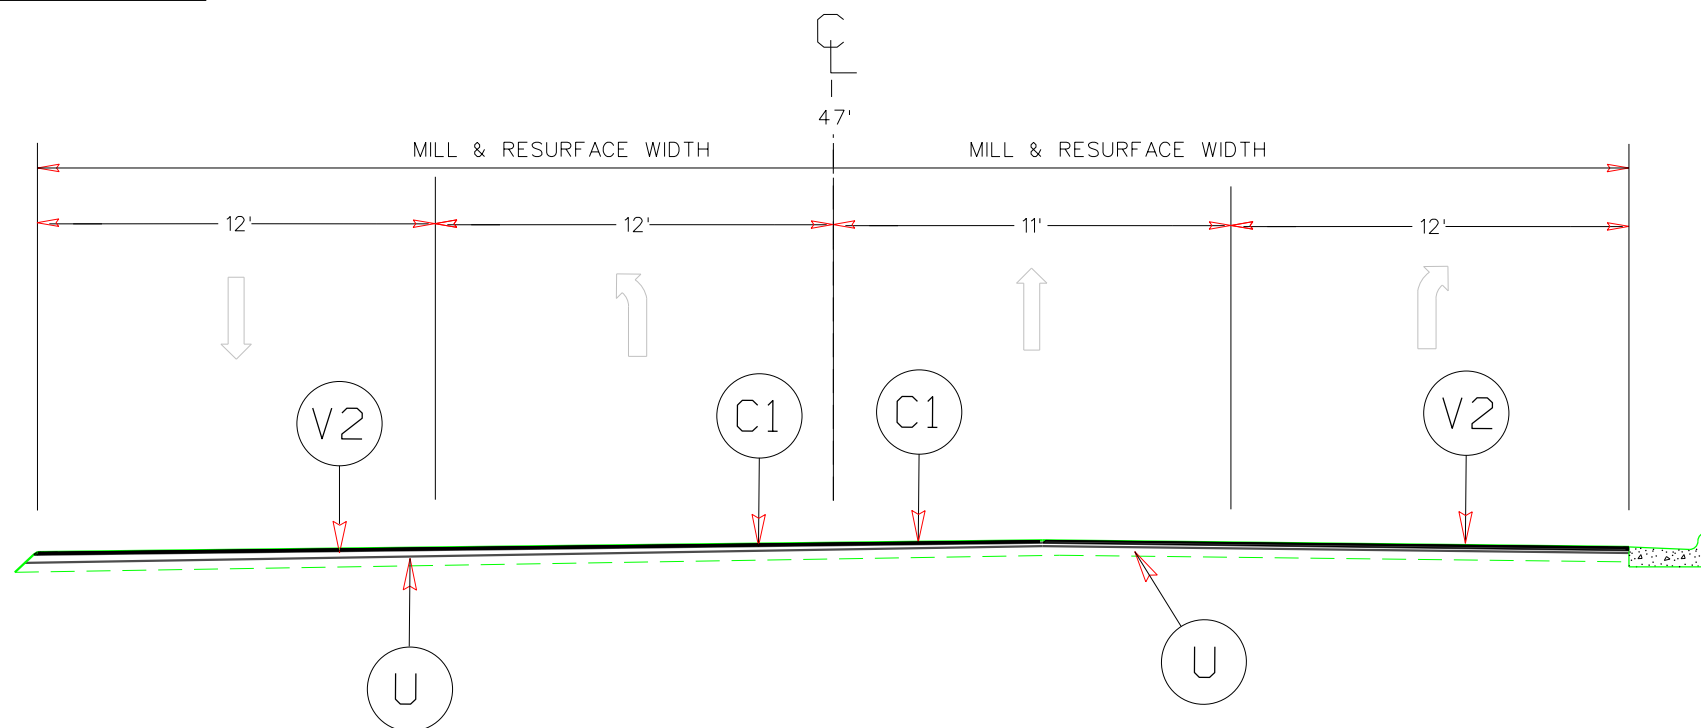 CL
47'
MILL & RESURFACE WIDTH MILL & RESURFACE WIDTH
12' 12' 11' 12'
V2 C1 C1 V2
U U